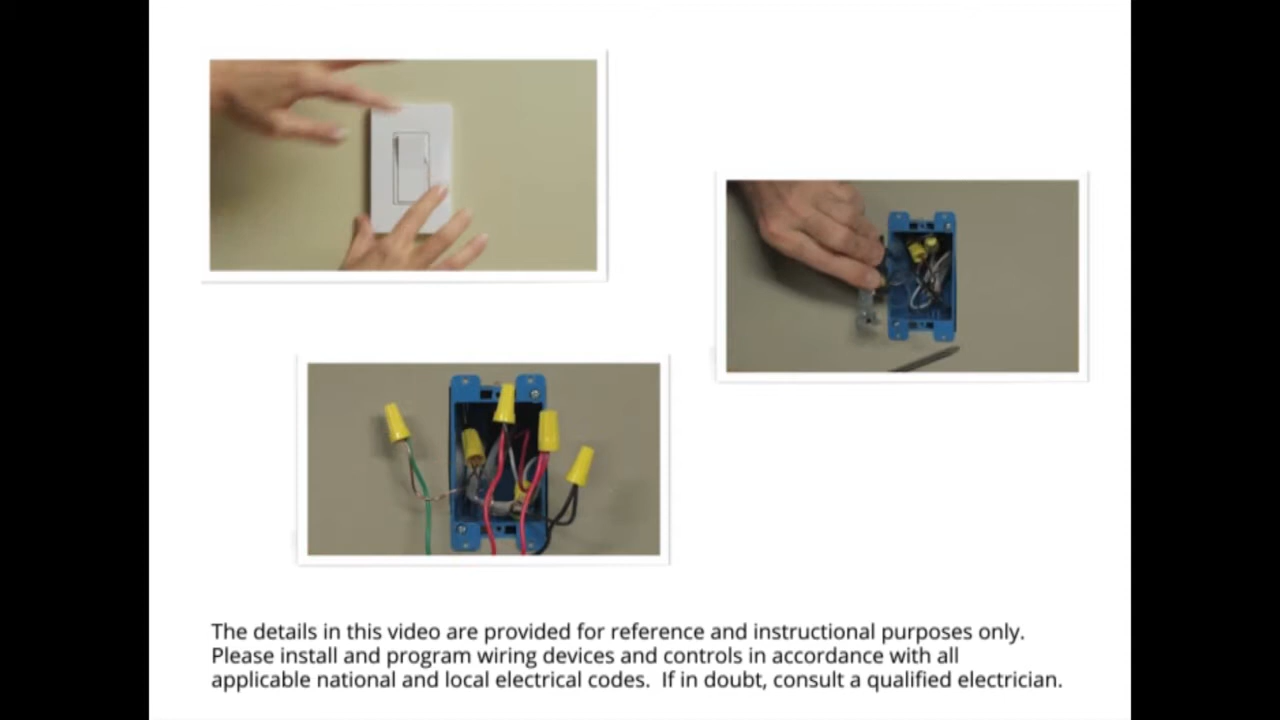 The details in this video are provided for reference and instructional purposes only.
Please install and program wiring devices and controls in accordance with all
applicable national and local electrical codes.  If in doubt, consult a qualified electrician.